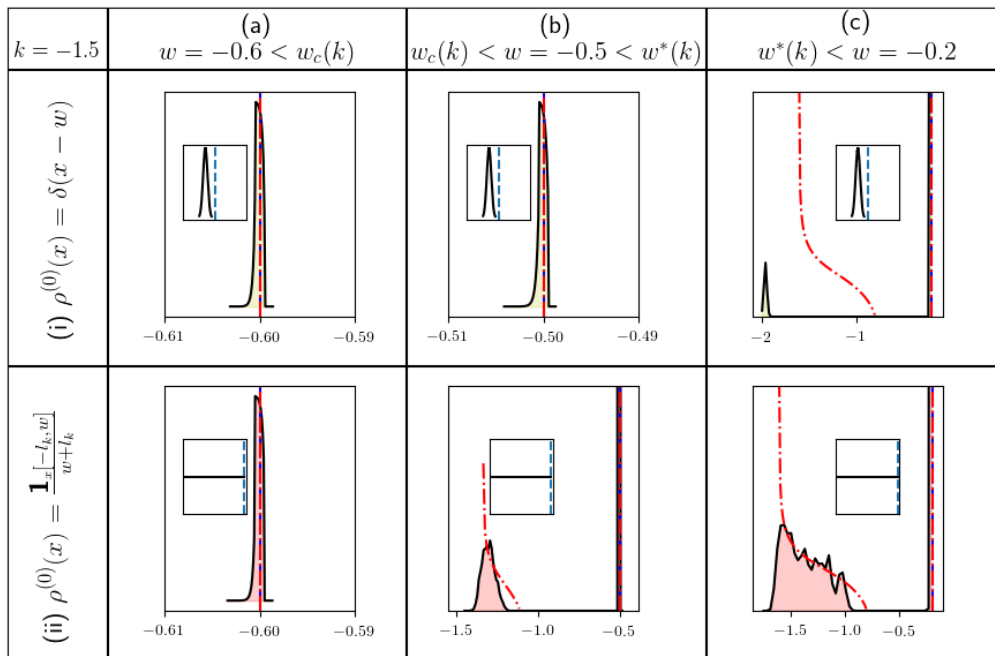 (a) (b) (c)
k = −1.5 w = −0.6 < w_c(k) w_c(k) < w = −0.5 < w*(k) w*(k) < w = −0.2
(i) ρ^(0)(x) = δ(x − w)
−0.61 −0.60 −0.59
−0.51 −0.50 −0.49
−2 −1
(ii) ρ^(0)(x) = 𝟏_x[−l_k, w] / w+l_k
−0.61 −0.60 −0.59
−1.5 −1.0 −0.5
−1.5 −1.0 −0.5